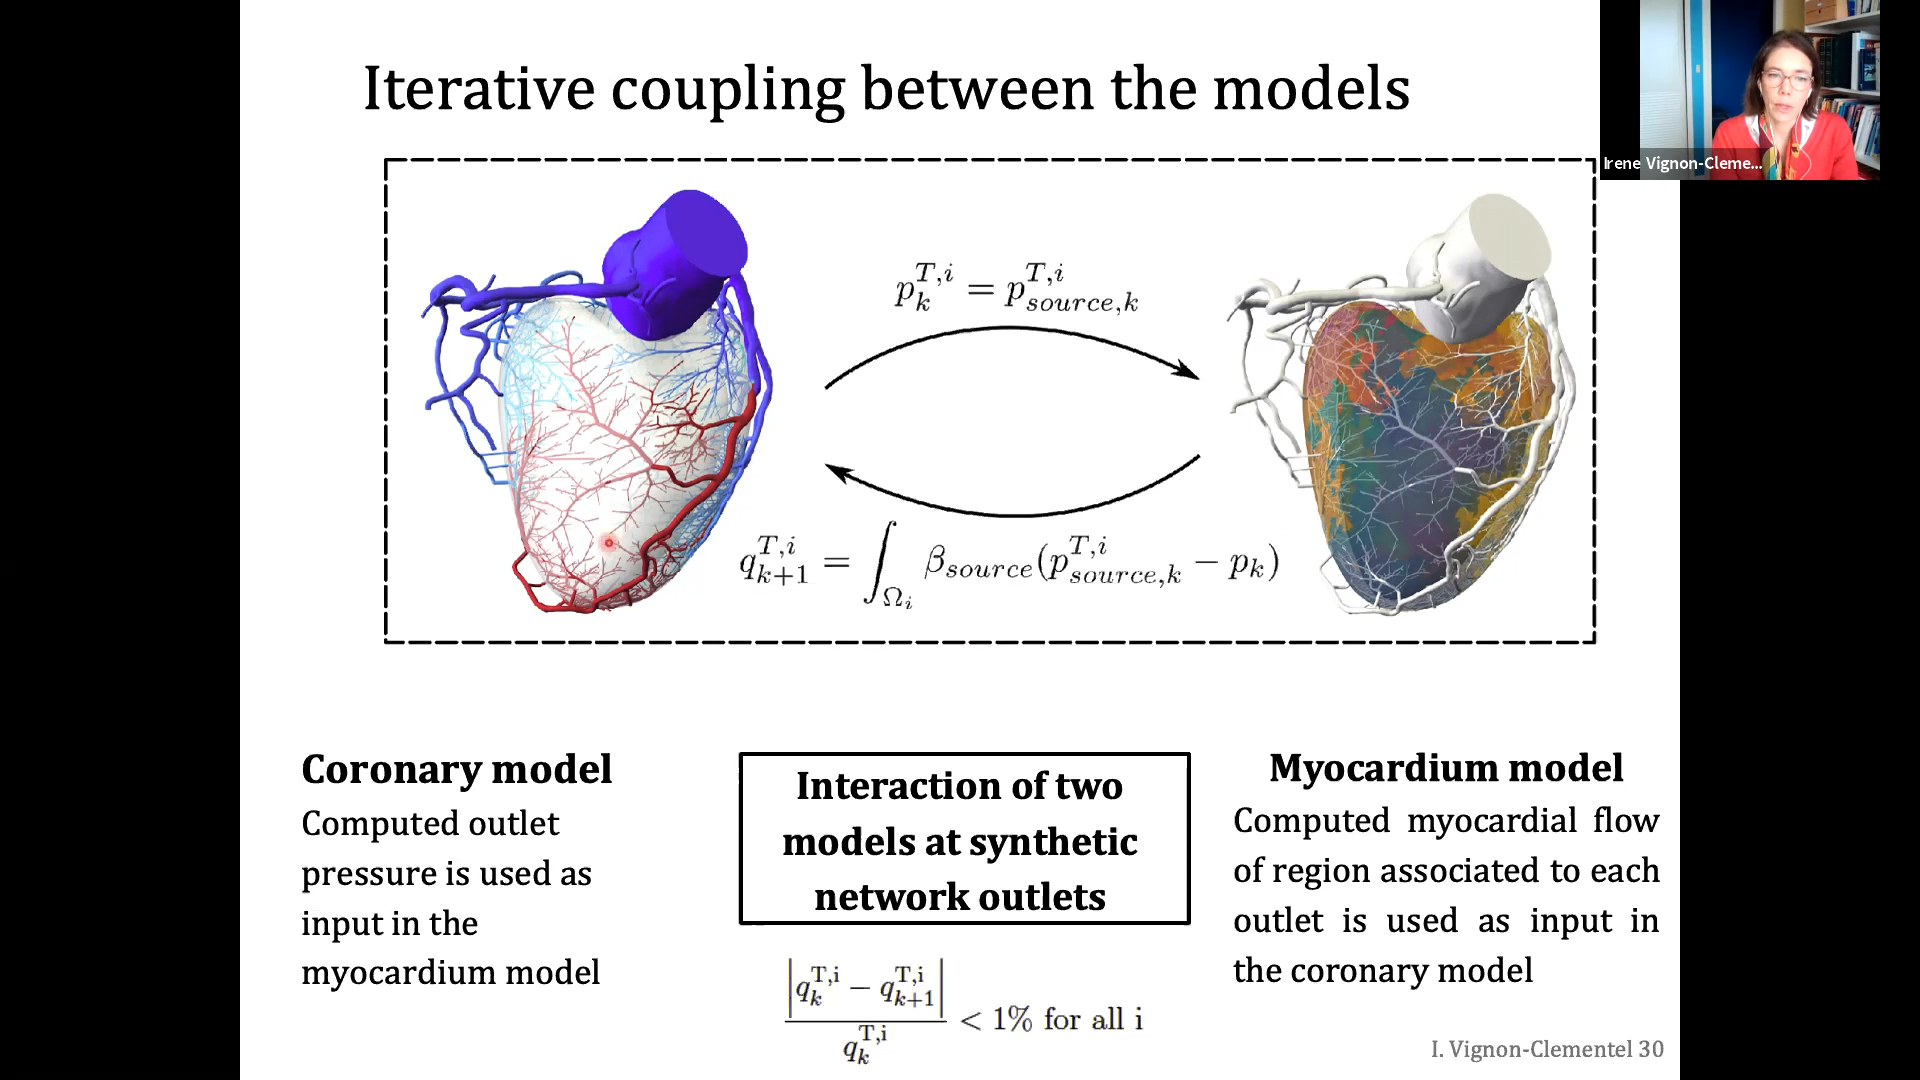 Iterative coupling between the models
Irene Vignon-Cleme...
p_k^{T,i} = p_{source,k}^{T,i}
q_{k+1}^{T,i} = ∫_{Ω_i} β_{source}(p_{source,k}^{T,i} − p_k)
Coronary model
Computed outlet
pressure is used as
input in the
myocardium model
Interaction of two
models at synthetic
network outlets
|q_k^{T,i} − q_{k+1}^{T,i}| / q_k^{T,i} < 1% for all i
Myocardium model
Computed myocardial flow
of region associated to each
outlet is used as input in
the coronary model
I. Vignon-Clementel 30